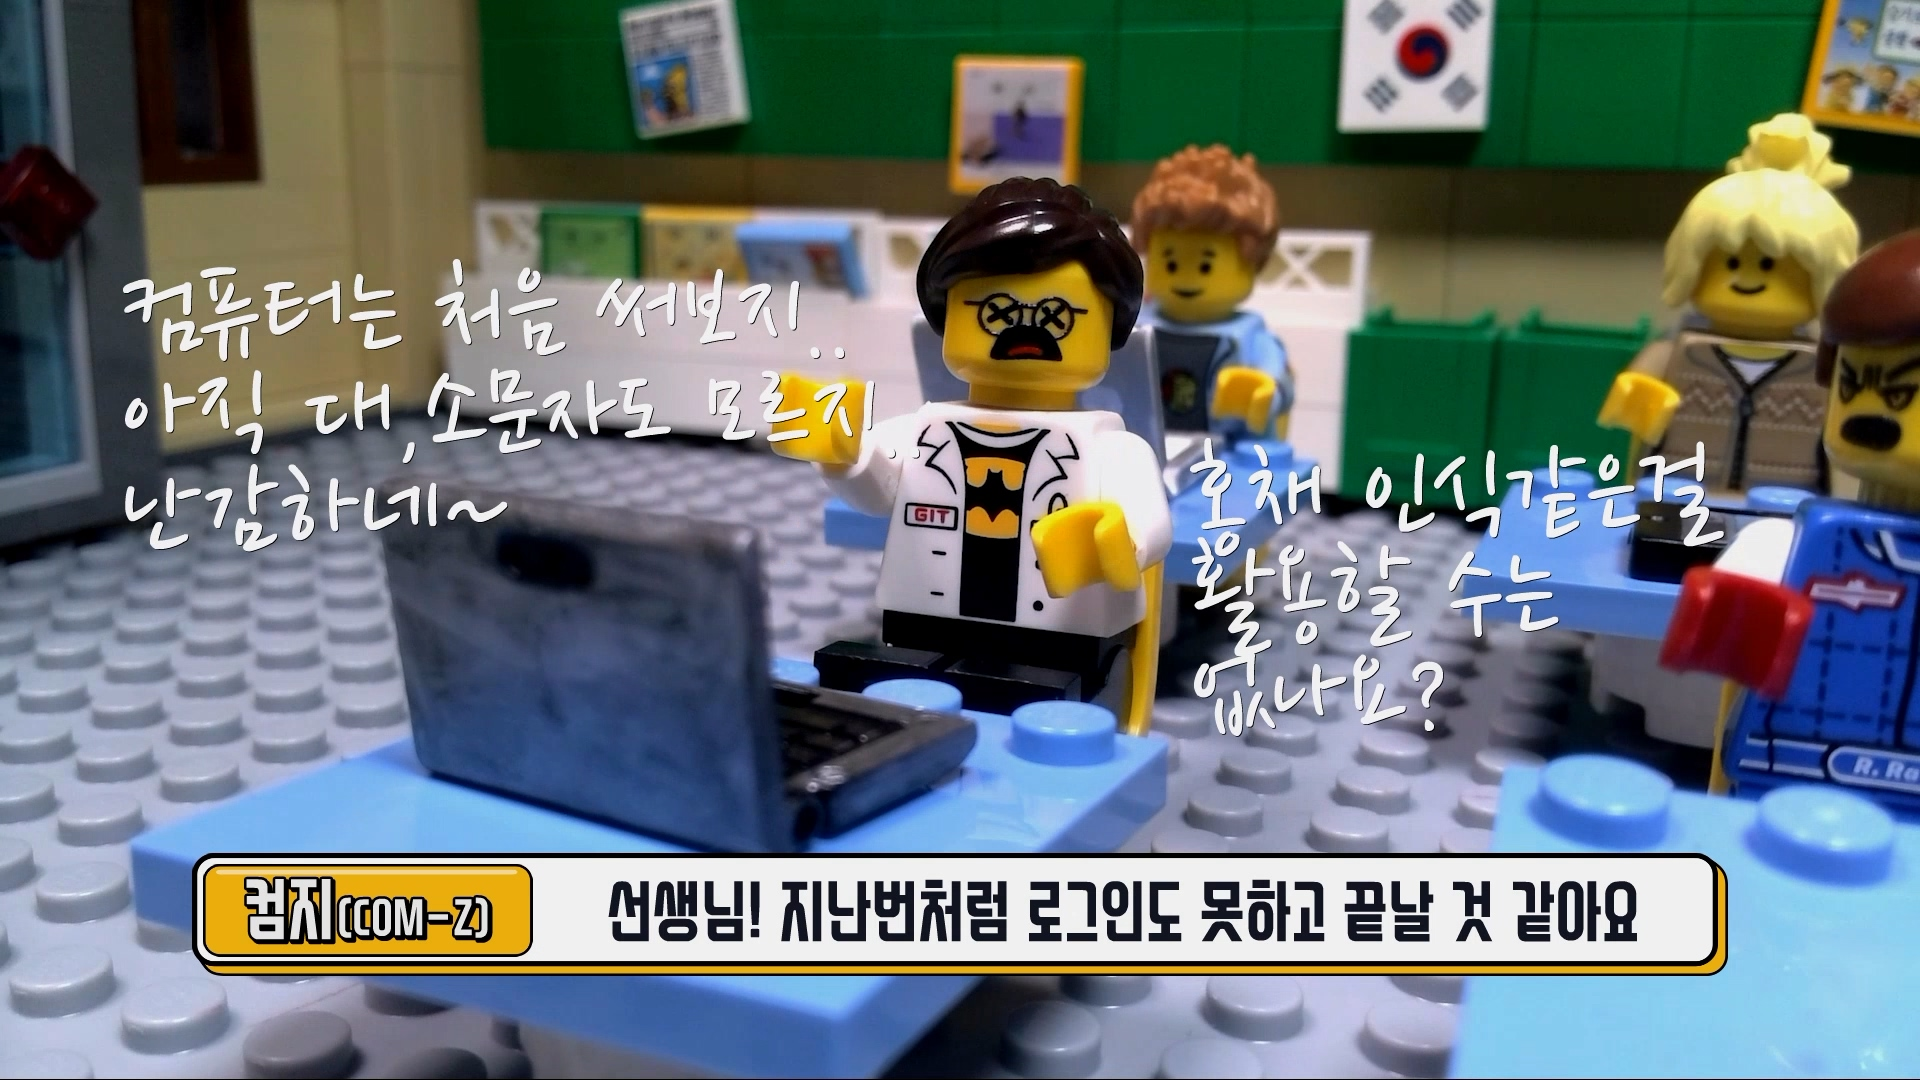 컴퓨터는 처음 써보지..
아직 대,소문자도 모르지..
난감하네~
GIT
호채 인식같은걸
활용할 수는
없나요?
R. Ra
컴지(COM-Z)
선생님! 지난번처럼 로그인도 못하고 끝날 것 같아요